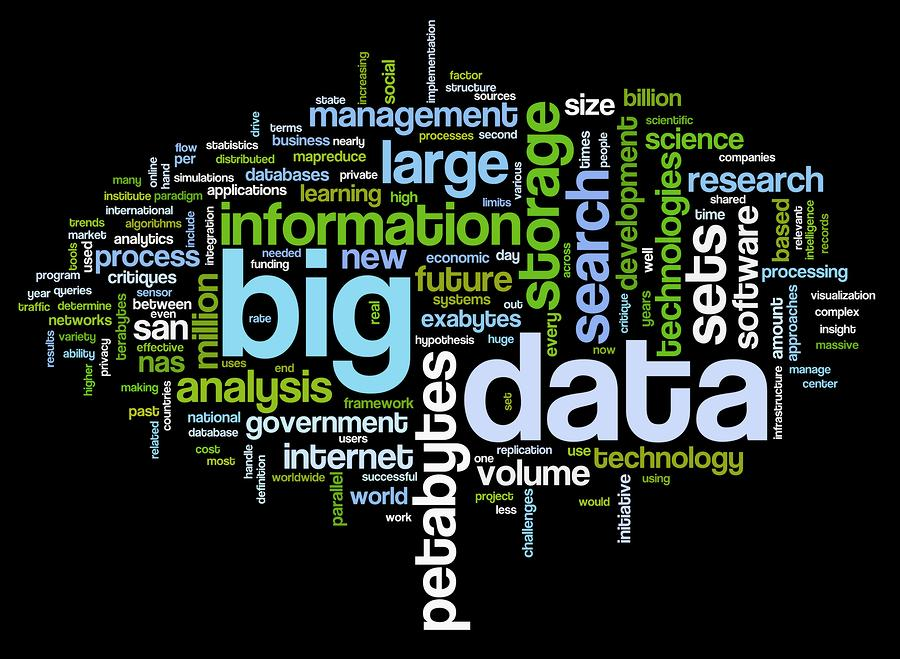 implementation
increasing
social
factor
structure
sources
state
management
size
billion
drive
terms
business
nearly
processes
second
storage
scientific
science
flow
per
statistics
distributed
mapreduce
large
times
people
development
companies
online
hand
simulations
databases
private
various
search
technologies
research
many
institute
paradigm
applications
learning
high
limits
shared
international
include
integration
information
time
based
relevant
intelligence
records
trends
market
algorithms
analytics
sets
software
tools
used
process
needed
funding
big
new
economic
day
across
well
critiques
future
systems
processing
program
year
queries
sensor
million
out
critique
years
amount
approaches
visualization
traffic
determine
terabytes
between
even
rate
real
exabytes
every
complex
networks
san
hypothesis
huge
insight
variety
effective
now
massive
results
ability
privacy
nas
uses
end
petabytes
data
manage
center
higher
making
countries
analysis
framework
set
infrastructure
past
related
national
government
database
users
cost
most
handle
definition
internet
one
replication
use
technology
worldwide
successful
volume
using
parallel
world
project
less
challenges
would
initiative
work